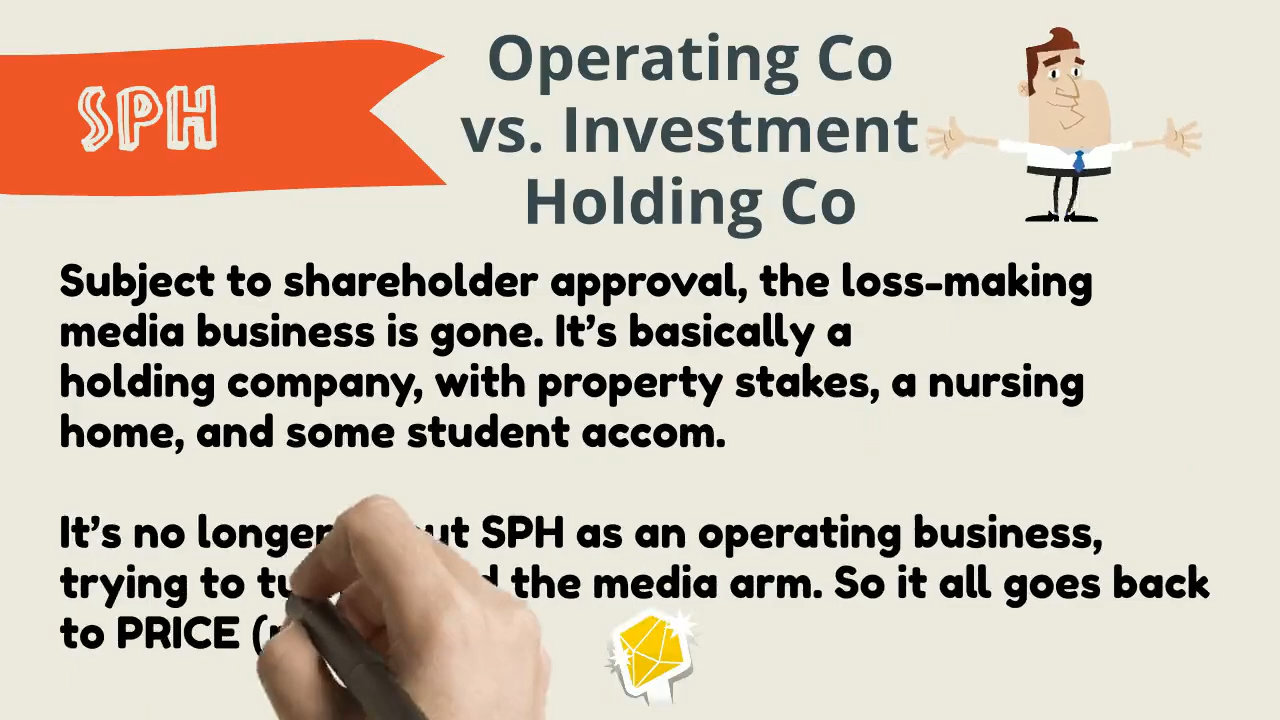 SPH
Operating Co
vs. Investment
Holding Co
Subject to shareholder approval, the loss-making
media business is gone. It’s basically a
holding company, with property stakes, a nursing
home, and some student accom.
It’s no longer SPH as an operating business,
trying to the media arm. So it all goes back
to PRICE (